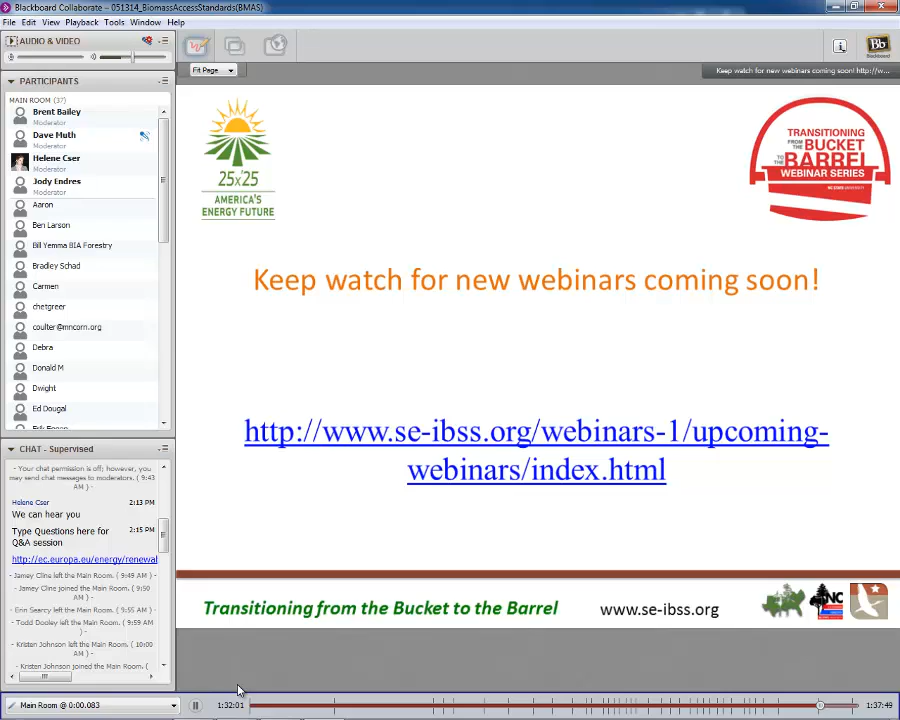 Blackboard Collaborate – 051314_BiomassAccessStandards(BMAS)
File Edit View Playback Tools Window Help
AUDIO & VIDEO
PARTICIPANTS
MAIN ROOM (37)
Brent Bailey
Moderator
Dave Muth
Moderator
Helene Cser
Moderator
Jody Endres
Moderator
Aaron
Ben Larson
Bill Yemma BIA Forestry
Bradley Schad
Carmen
chetgreer
coulter@mncorn.org
Debra
Donald M
Dwight
Ed Dougal
CHAT - Supervised
- Your chat permission is off; however, you
may send chat messages to moderators. ( 9:43
AM ) -
Helene Cser 2:13 PM
We can hear you
Type Questions here for 2:15 PM
Q&A session
http://ec.europa.eu/energy/renewal
- Jamey Cline left the Main Room. ( 9:49 AM ) -
- Jamey Cline joined the Main Room. ( 9:50
AM ) -
- Erin Searcy left the Main Room. ( 9:55 AM ) -
- Todd Dooley left the Main Room. ( 9:59 AM )
-
- Kristen Johnson left the Main Room. ( 10:00
AM ) -
- Kristen Johnson joined the Main Room. (
Main Room @ 0:00.083
Fit Page
Bb
Blackboard
Keep watch for new webinars coming soon! http://w...
25x'25
AMERICA'S
ENERGY FUTURE
TRANSITIONING
FROM THE BUCKET
TO THE BARREL
WEBINAR SERIES
NC STATE UNIVERSITY
Keep watch for new webinars coming soon!
http://www.se-ibss.org/webinars-1/upcoming-
webinars/index.html
Transitioning from the Bucket to the Barrel www.se-ibss.org
NC
1:32:01 1:37:49